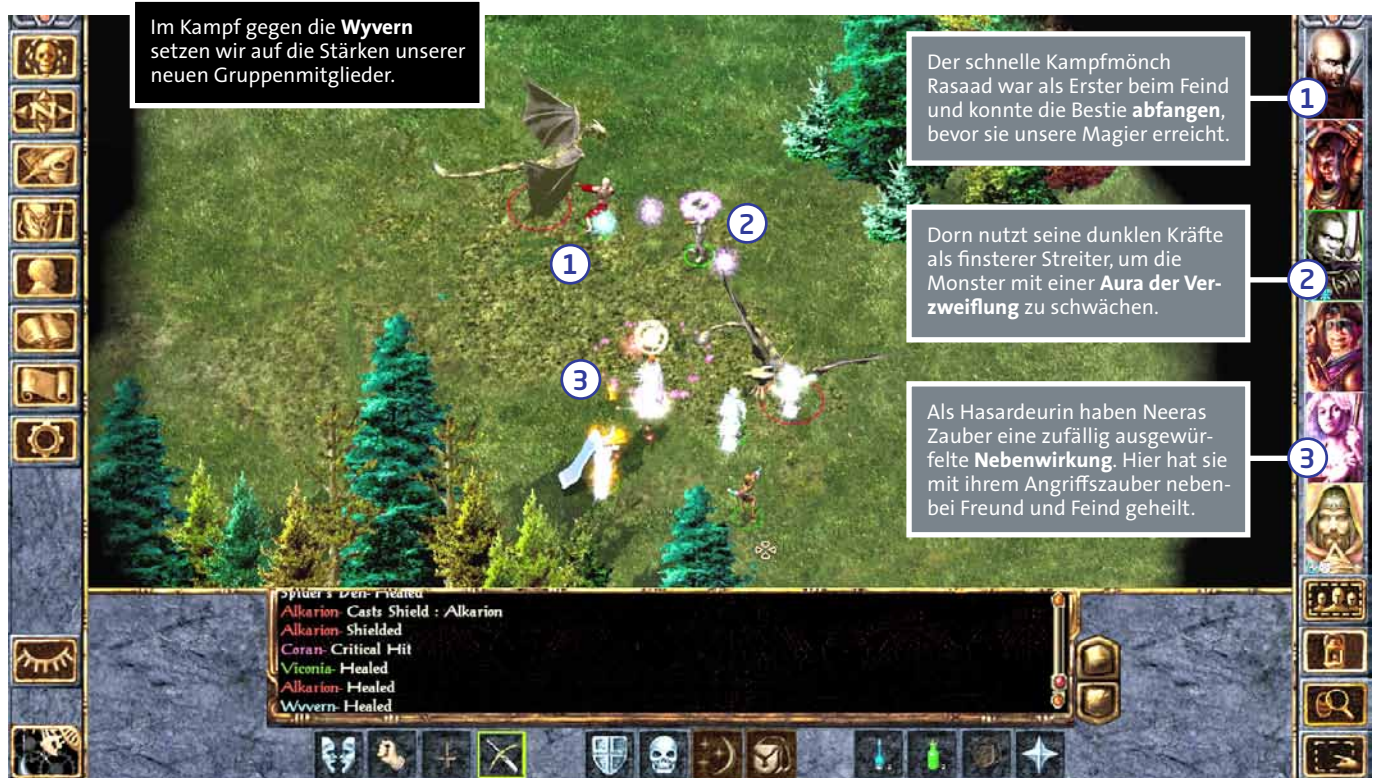 Im Kampf gegen die Wyvern
setzen wir auf die Stärken unserer
neuen Gruppenmitglieder.
Der schnelle Kampfmönch
Rasaad war als Erster beim Feind
und konnte die Bestie abfangen,
bevor sie unsere Magier erreicht.
1
1
Dorn nutzt seine dunklen Kräfte
als finsterer Streiter, um die
Monster mit einer Aura der Ver-
zweiflung zu schwächen.
2
2
Als Hasardeurin haben Neeras
Zauber eine zufällig ausgewür-
felte Nebenwirkung. Hier hat sie
mit ihrem Angriffszauber neben-
bei Freund und Feind geheilt.
3
3
Spider's Den- Healed
Alkarion- Casts Shield : Alkarion
Alkarion- Shielded
Coran- Critical Hit
Viconia- Healed
Alkarion- Healed
Wyvern- Healed